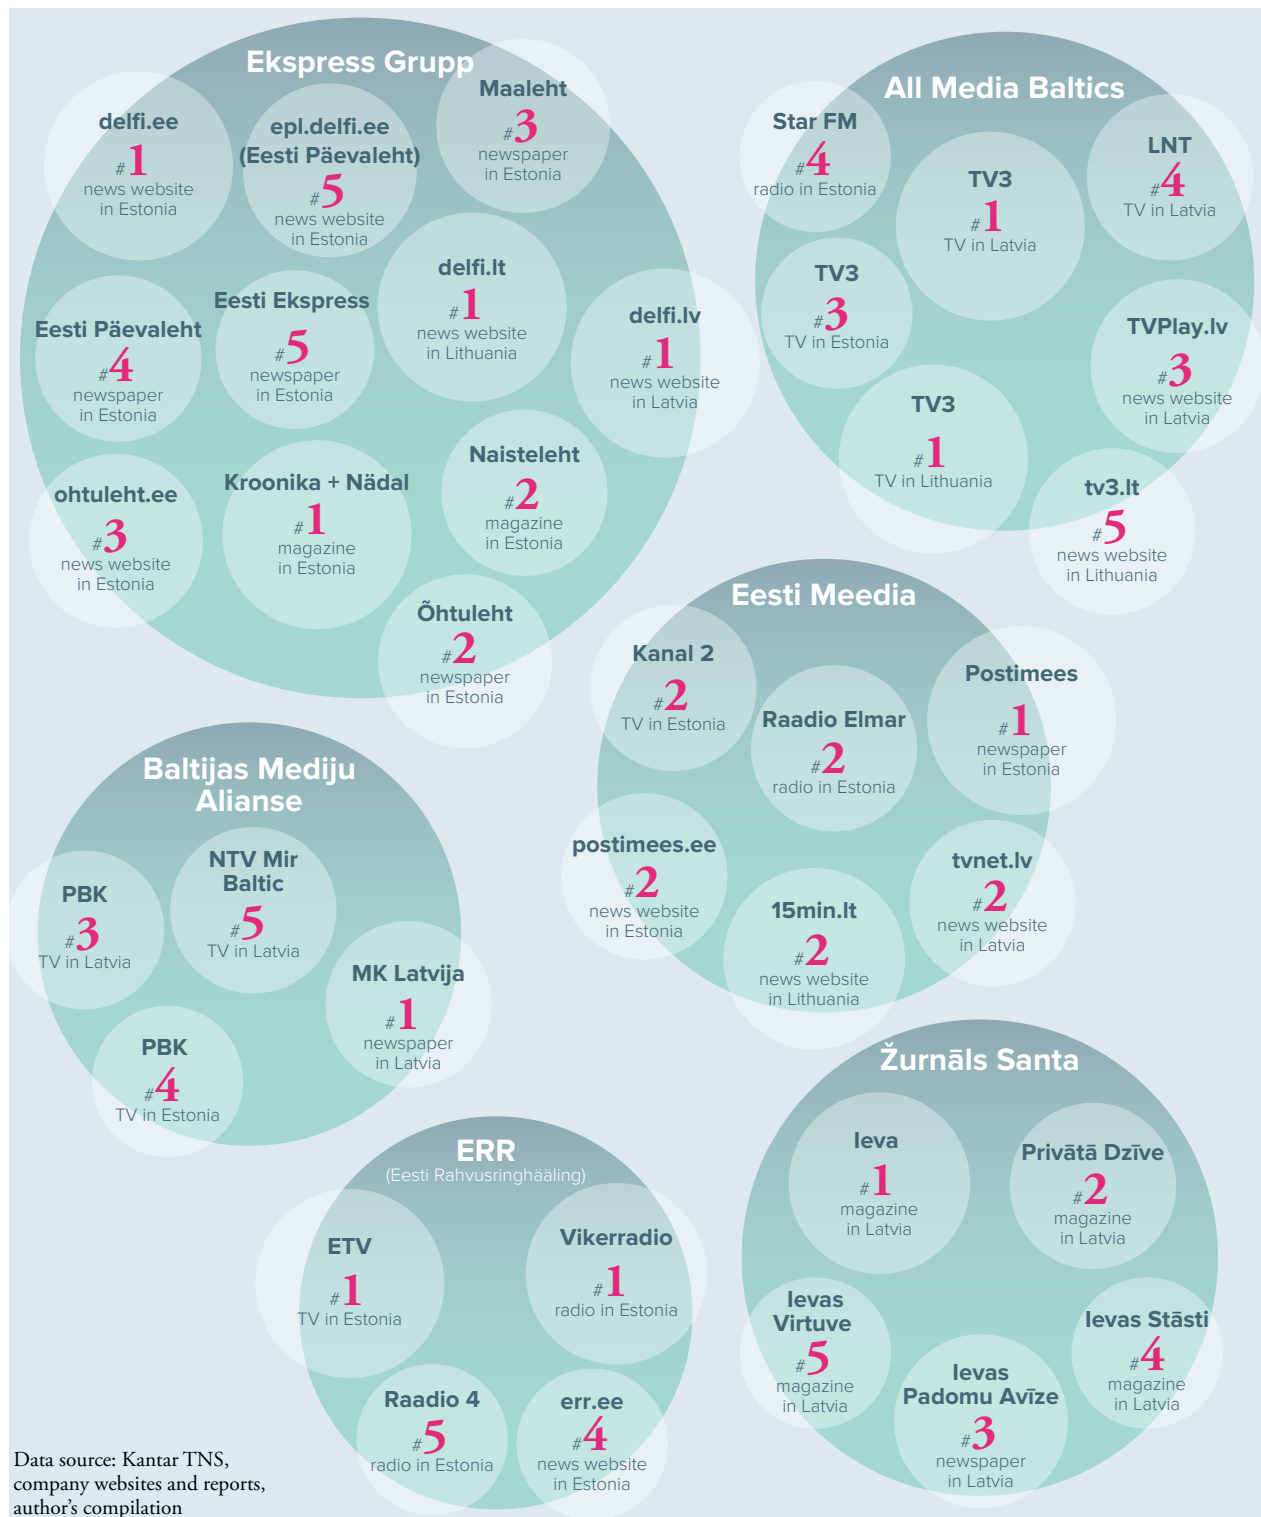 Ekspress Grupp
delfi.ee
#1
news website
in Estonia
epl.delfi.ee
(Eesti Päevaleht)
#5
news website
in Estonia
Maaleht
#3
newspaper
in Estonia
Eesti Päevaleht
#4
newspaper
in Estonia
Eesti Ekspress
#5
newspaper
in Estonia
delfi.lt
#1
news website
in Lithuania
delfi.lv
#1
news website
in Latvia
ohtuleht.ee
#3
news website
in Estonia
Kroonika + Nädal
#1
magazine
in Estonia
Naisteleht
#2
magazine
in Estonia
Õhtuleht
#2
newspaper
in Estonia
All Media Baltics
Star FM
#4
radio in Estonia
TV3
#1
TV in Latvia
LNT
#4
TV in Latvia
TV3
#3
TV in Estonia
TVPlay.lv
#3
news website
in Latvia
TV3
#1
TV in Lithuania
tv3.lt
#5
news website
in Lithuania
Eesti Meedia
Kanal 2
#2
TV in Estonia
Raadio Elmar
#2
radio in Estonia
Postimees
#1
newspaper
in Estonia
postimees.ee
#2
news website
in Estonia
15min.lt
#2
news website
in Lithuania
tvnet.lv
#2
news website
in Latvia
Baltijas Mediju
Alianse
PBK
#3
TV in Latvia
NTV Mir
Baltic
#5
TV in Latvia
MK Latvija
#1
newspaper
in Latvia
PBK
#4
TV in Estonia
ERR
(Eesti Rahvusringhääling)
ETV
#1
TV in Estonia
Vikerradio
#1
radio in Estonia
Raadio 4
#5
radio in Estonia
err.ee
#4
news website
in Estonia
Žurnāls Santa
Ieva
#1
magazine
in Latvia
Privātā Dzīve
#2
magazine
in Latvia
Ievas
Virtuve
#5
magazine
in Latvia
Ievas
Padomu Avīze
#3
newspaper
in Latvia
Ievas Stāsti
#4
magazine
in Latvia
Data source: Kantar TNS,
company websites and reports,
author's compilation